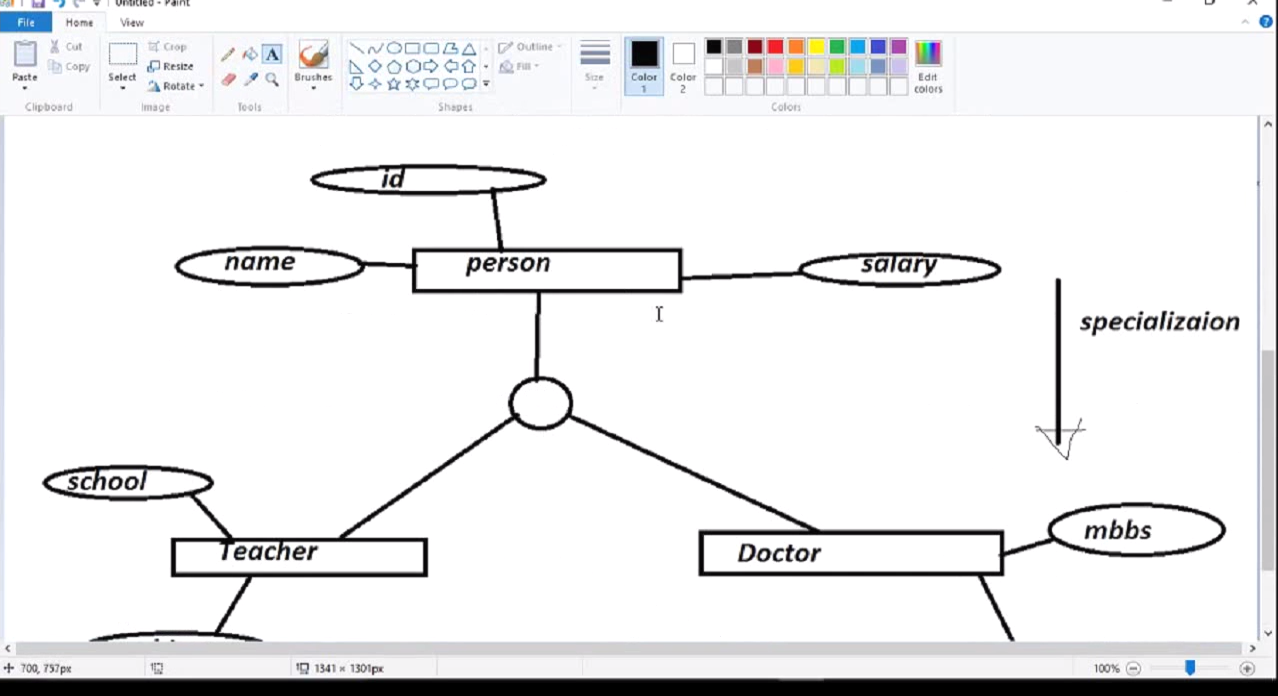 Untitled - Paint
File Home View
Paste
Cut
Copy
Clipboard
Select
Crop
Resize
Rotate
Image
Tools
Brushes
Shapes
Outline
Fill
Size
Color 1
Color 2
Edit colors
Colors
id
name
person
salary
specializaion
school
Teacher
Doctor
mbbs
700, 757px
1341 × 1301px
100%